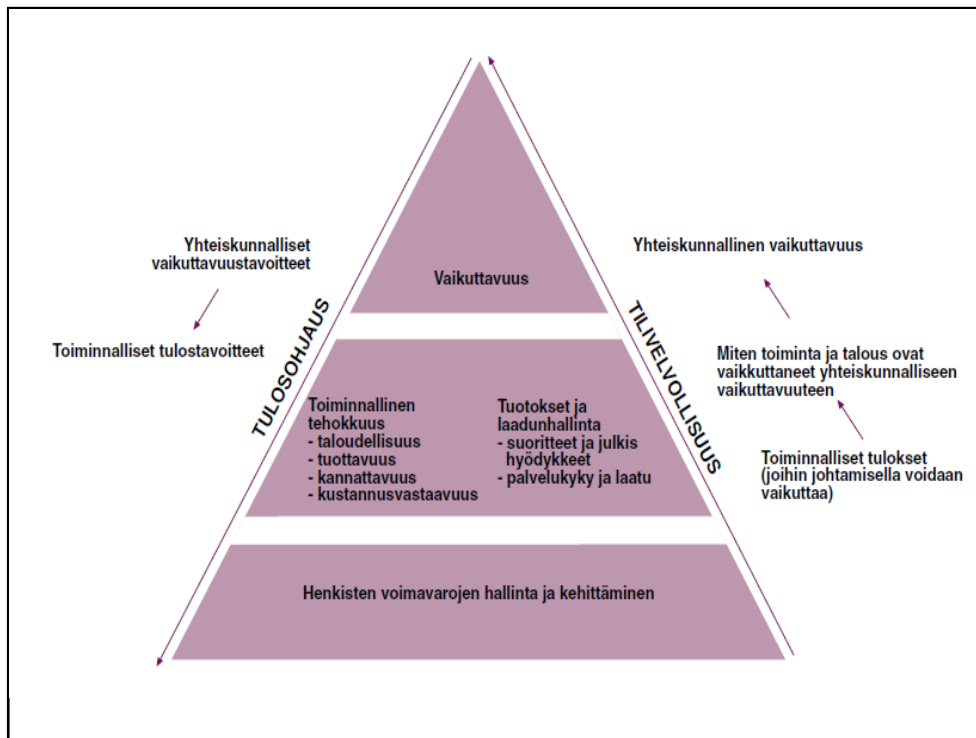 Yhteiskunnalliset
vaikuttavuustavoitteet
Toiminnalliset tulostavoitteet
TULOSOHJAUS
Vaikuttavuus
Toiminnallinen
tehokkuus
- taloudellisuus
- tuottavuus
- kannattavuus
- kustannusvastaavuus
Tuotokset ja
laadunhallinta
- suoritteet ja julkis
hyödykkeet
- palvelukyky ja laatu
Henkisten voimavarojen hallinta ja kehittäminen
TILIVELVOLLISUUS
Yhteiskunnallinen vaikuttavuus
Miten toiminta ja talous ovat
vaikkuttaneet yhteiskunnalliseen
vaikuttavuuteen
Toiminnalliset tulokset
(joihin johtamisella voidaan
vaikuttaa)